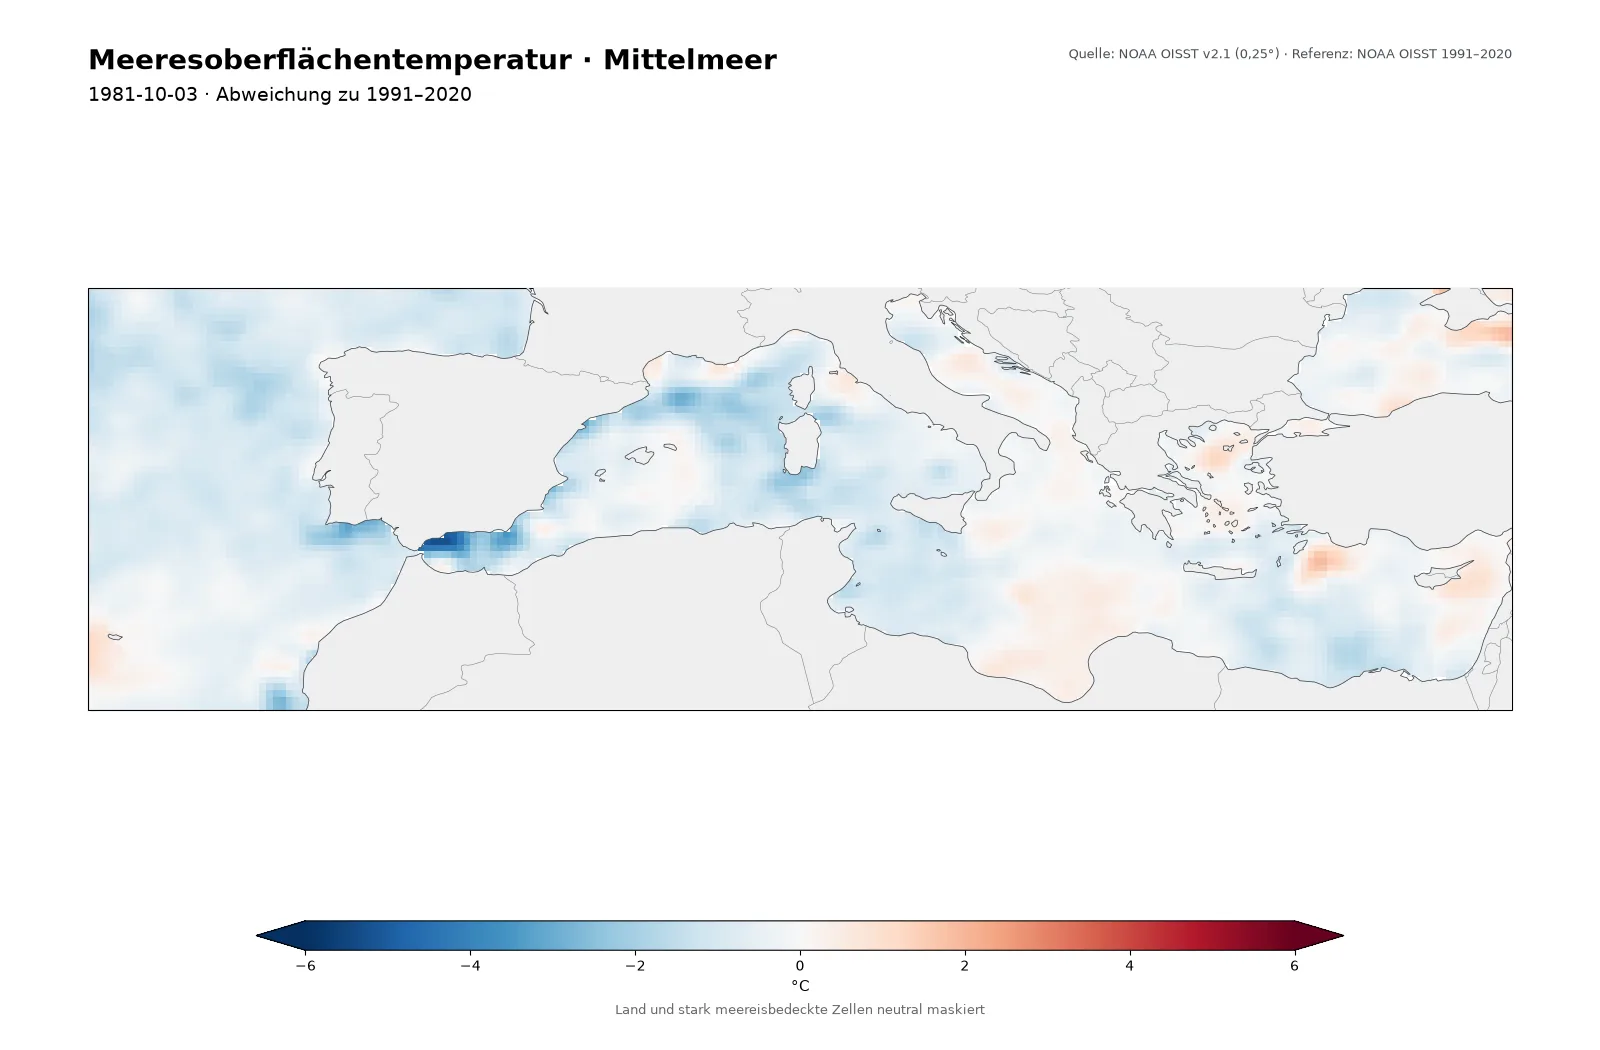 Meeresoberflächentemperatur · Mittelmeer
1981-10-03 · Abweichung zu 1991–2020
Quelle: NOAA OISST v2.1 (0,25°) · Referenz: NOAA OISST 1991–2020
−6 −4 −2 0 2 4 6
°C
Land und stark meereisbedeckte Zellen neutral maskiert